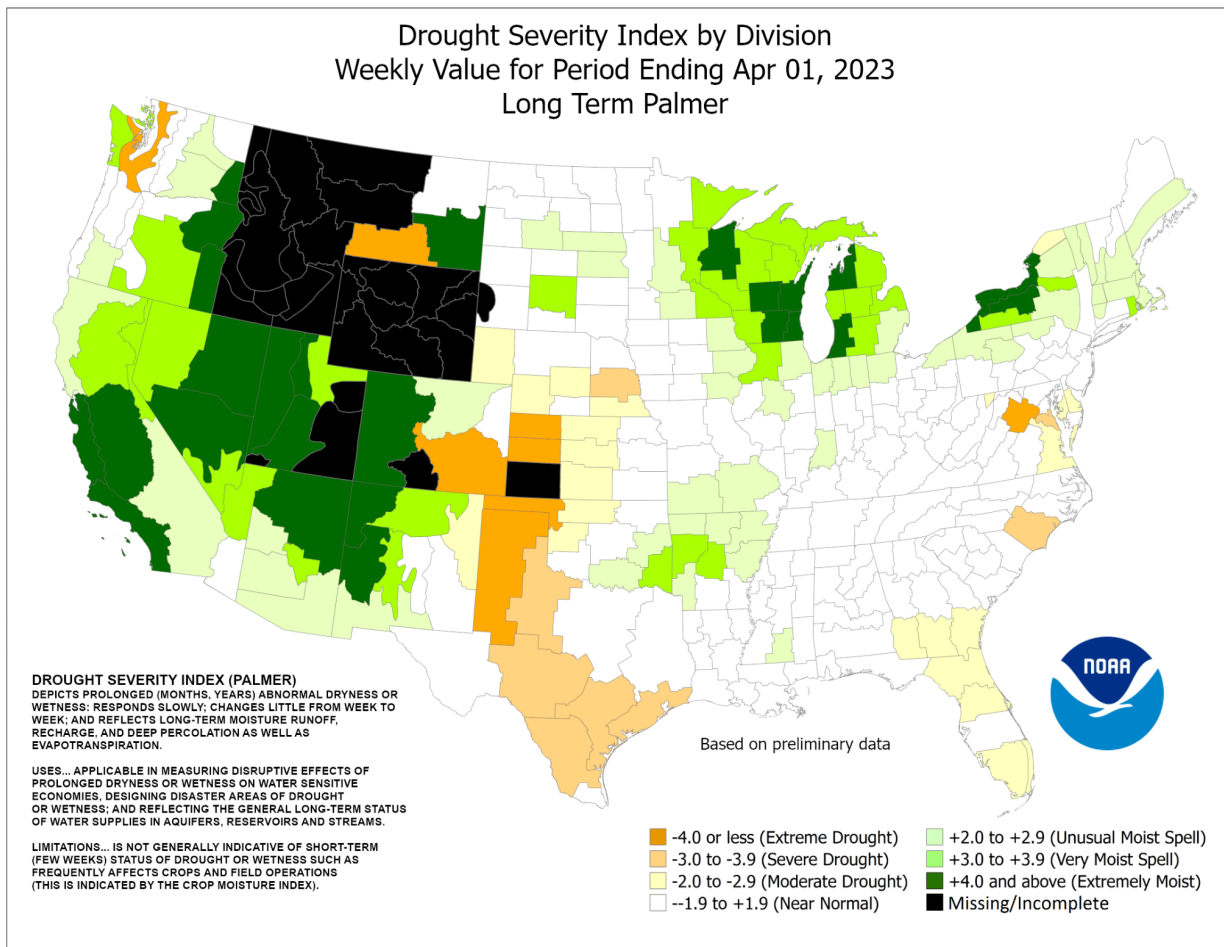 Drought Severity Index by Division
Weekly Value for Period Ending Apr 01, 2023
Long Term Palmer
NOAA
DROUGHT SEVERITY INDEX (PALMER)
DEPICTS PROLONGED (MONTHS, YEARS) ABNORMAL DRYNESS OR
WETNESS: RESPONDS SLOWLY; CHANGES LITTLE FROM WEEK TO
WEEK; AND REFLECTS LONG-TERM MOISTURE RUNOFF,
RECHARGE, AND DEEP PERCOLATION AS WELL AS
EVAPOTRANSPIRATION.
USES... APPLICABLE IN MEASURING DISRUPTIVE EFFECTS OF
PROLONGED DRYNESS OR WETNESS ON WATER SENSITIVE
ECONOMIES, DESIGNING DISASTER AREAS OF DROUGHT
OR WETNESS; AND REFLECTING THE GENERAL LONG-TERM STATUS
OF WATER SUPPLIES IN AQUIFERS, RESERVOIRS AND STREAMS.
LIMITATIONS... IS NOT GENERALLY INDICATIVE OF SHORT-TERM
(FEW WEEKS) STATUS OF DROUGHT OR WETNESS SUCH AS
FREQUENTLY AFFECTS CROPS AND FIELD OPERATIONS
(THIS IS INDICATED BY THE CROP MOISTURE INDEX).
Based on preliminary data
-4.0 or less (Extreme Drought)
-3.0 to -3.9 (Severe Drought)
-2.0 to -2.9 (Moderate Drought)
--1.9 to +1.9 (Near Normal)
+2.0 to +2.9 (Unusual Moist Spell)
+3.0 to +3.9 (Very Moist Spell)
+4.0 and above (Extremely Moist)
Missing/Incomplete